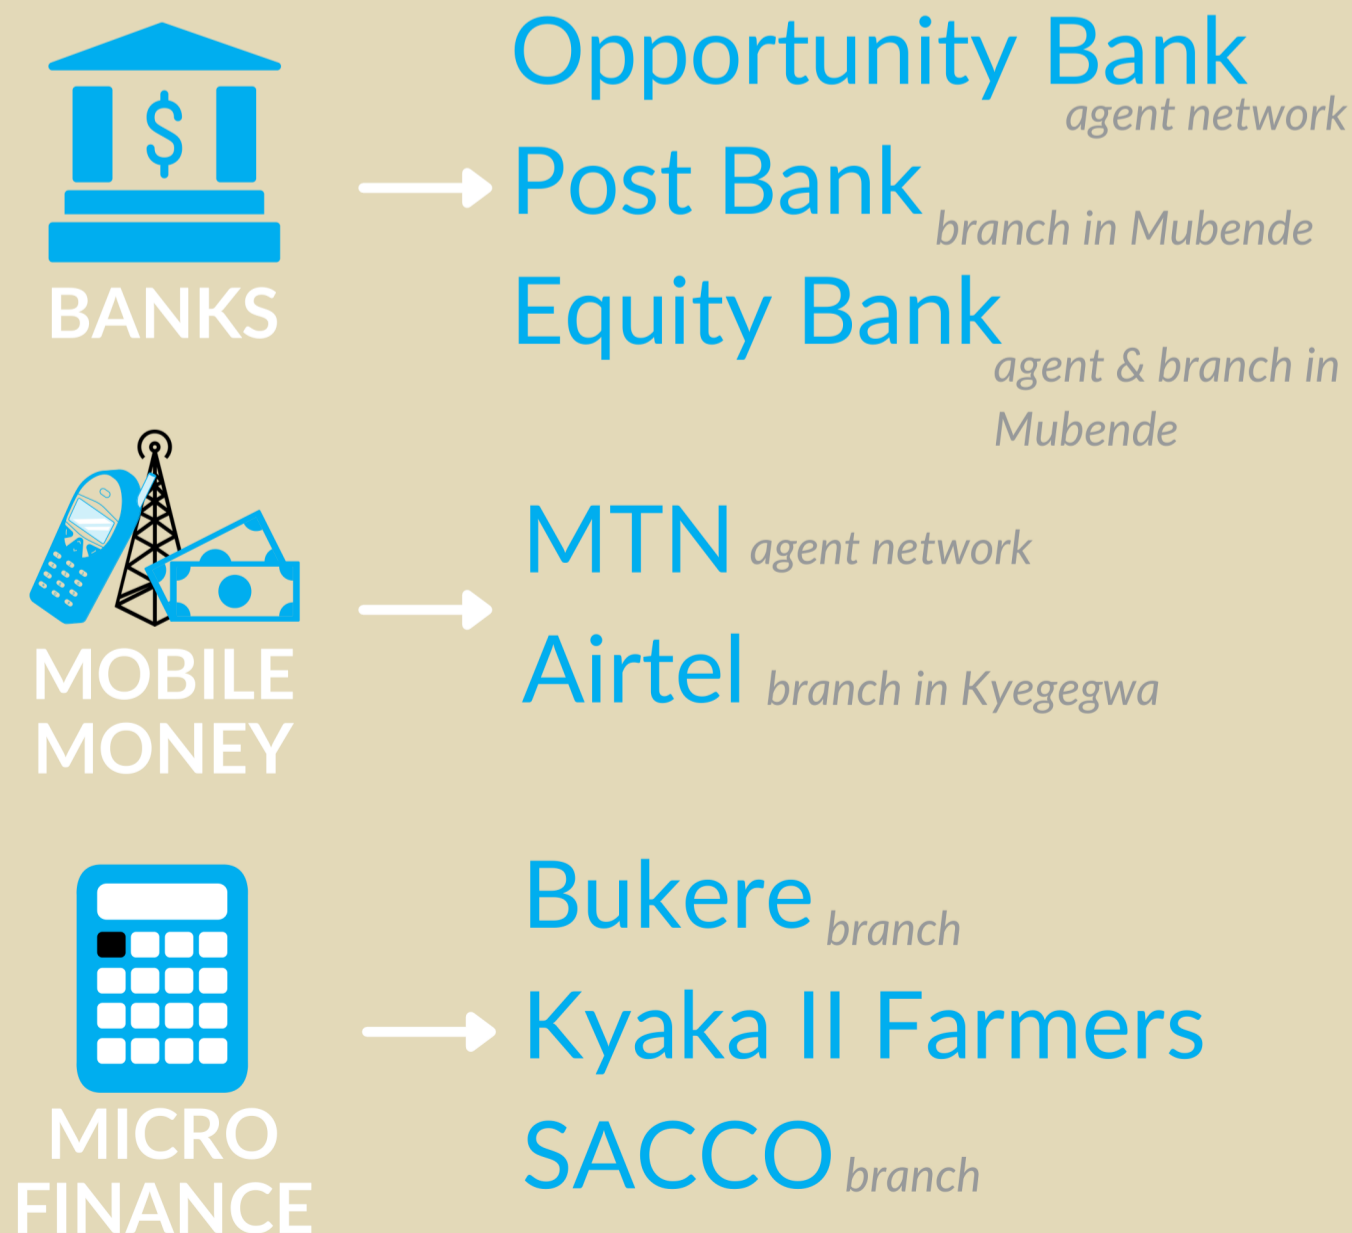 Opportunity Bank
agent network
$
Post Bank
branch in Mubende
Equity Bank
agent & branch in
Mubende
BANKS
MTN agent network
Airtel branch in Kyegegwa
MOBILE
MONEY
Bukere branch
Kyaka II Farmers
SACCO branch
MICRO
FINANCE